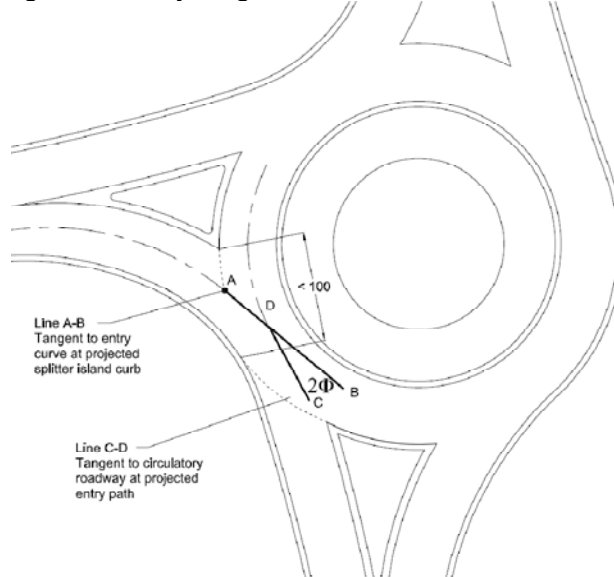 A
< 100
D
Line A-B
Tangent to entry
curve at projected
splitter island curb
2Φ
B
C
Line C-D
Tangent to circulatory
roadway at projected
entry path